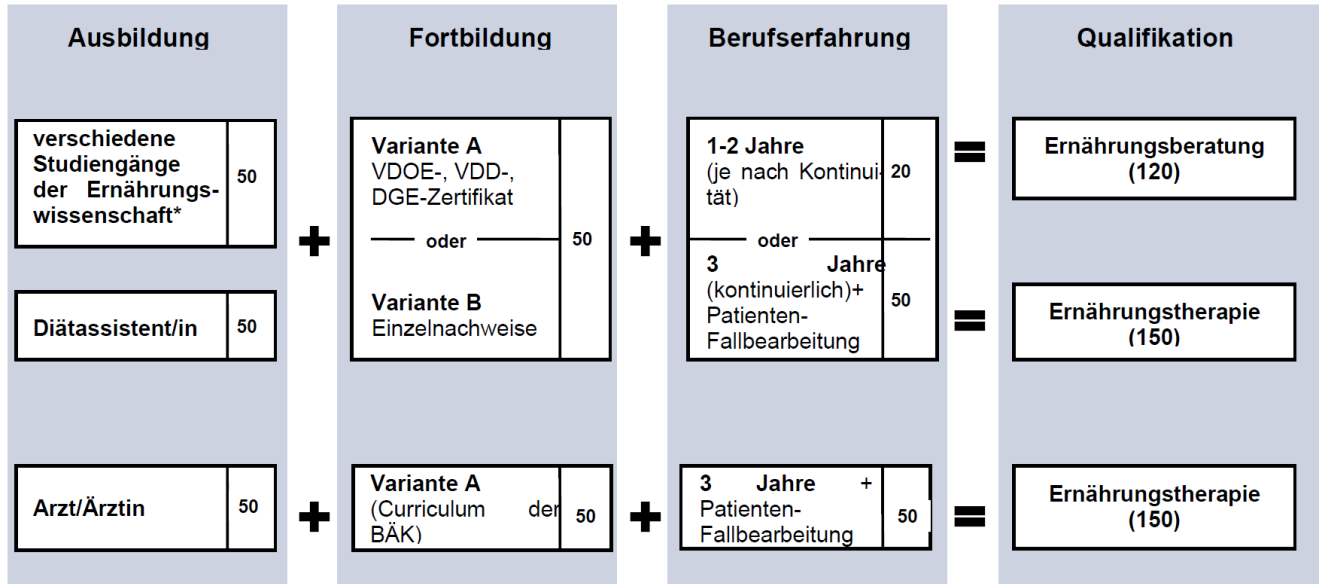 Ausbildung
Fortbildung
Berufserfahrung
Qualifikation
verschiedene
Studiengänge
der Ernährungs-
wissenschaft*
50
Diätassistent/in
50
+
Variante A
VDOE-, VDD-,
DGE-Zertifikat
oder
Variante B
Einzelnachweise
50
+
1-2 Jahre
(je nach Kontinui-
tät)
20
oder
3 Jahre
(kontinuierlich)+
Patienten-
Fallbearbeitung
50
=
Ernährungsberatung
(120)
=
Ernährungstherapie
(150)
Arzt/Ärztin
50
+
Variante A
(Curriculum der
BÄK)
50
+
3 Jahre +
Patienten-
Fallbearbeitung
50
=
Ernährungstherapie
(150)